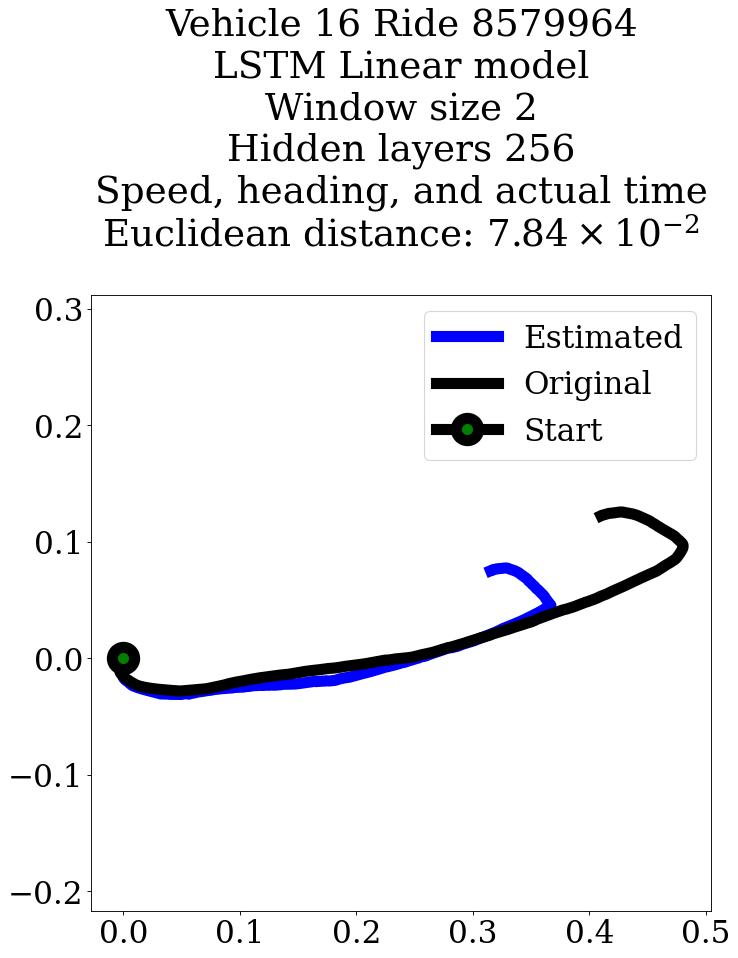 Vehicle 16 Ride 8579964
LSTM Linear model
Window size 2
Hidden layers 256
Speed, heading, and actual time
Euclidean distance: 7.84 × 10⁻²
Estimated
Original
Start
0.3
0.2
0.1
0.0
−0.1
−0.2
0.0 0.1 0.2 0.3 0.4 0.5